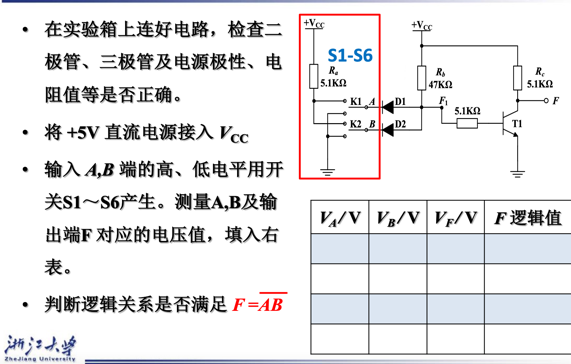 • 在实验箱上连好电路，检查二
极管、三极管及电源极性、电
阻值等是否正确。
• 将 +5V 直流电源接入 VCC
• 输入 A,B 端的高、低电平用开
关S1～S6产生。测量A,B及输
出端F 对应的电压值，填入右
表。
• 判断逻辑关系是否满足 F =A̅B̅
浙江大学
ZheJiang University
+VCC
S1-S6
Ra
5.1KΩ
K1
A
K2
B
D1
D2
+VCC
Rb
47KΩ
F1
5.1KΩ
Rc
5.1KΩ
F
T1
VA / V VB / V VF / V F 逻辑值